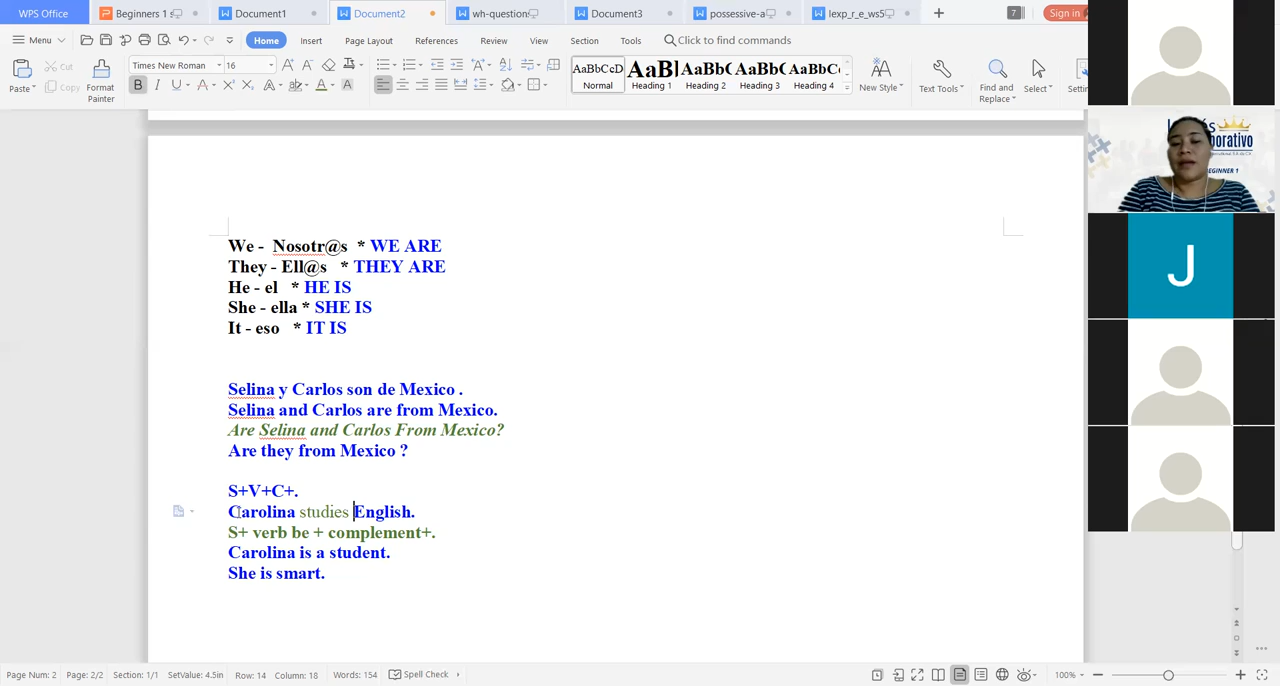 WPS Office Beginners 1 Document1 Document2 wh-question Document3 possessive-a lexp_r_e_ws5 + 7 Sign in
Menu Home Insert Page Layout References Review View Section Tools Click to find commands
Paste Cut Copy Format Painter Times New Roman 16 B I U A AaBbCcD Normal AaBl Heading 1 AaBb( Heading 2 AaBbC( Heading 3 AaBbC Heading 4 New Style Text Tools Find and Replace Select
We - Nosotr@s * WE ARE
They - Ell@s * THEY ARE
He - el * HE IS
She - ella * SHE IS
It - eso * IT IS
Selina y Carlos son de Mexico .
Selina and Carlos are from Mexico.
Are Selina and Carlos From Mexico?
Are they from Mexico ?
S+V+C+.
Carolina studies English.
S+ verb be + complement+.
Carolina is a student.
She is smart.
BEGINNER 1
J
Page Num: 2 Page: 2/2 Section: 1/1 SetValue: 4.5in Row: 14 Column: 18 Words: 154 Spell Check 100% - +